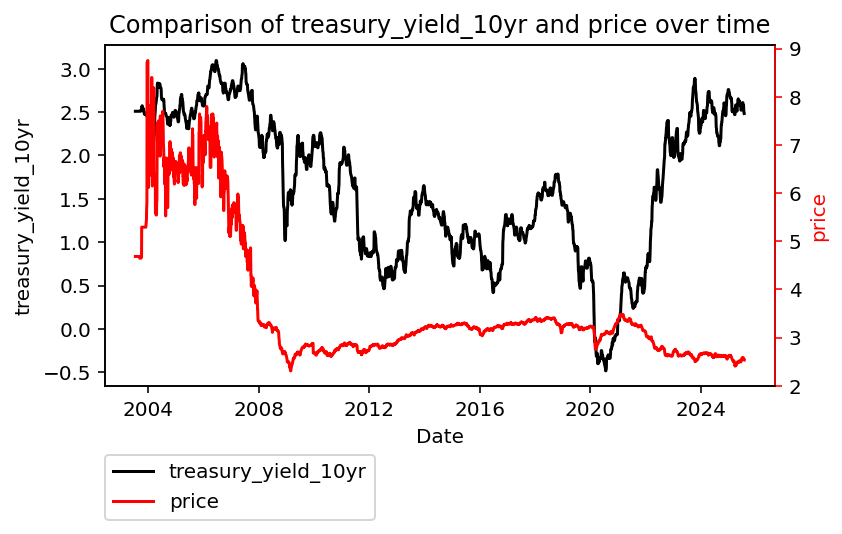 Comparison of treasury_yield_10yr and price over time
treasury_yield_10yr
3.0
2.5
2.0
1.5
1.0
0.5
0.0
−0.5
9
8
7
6
5
4
3
2
price
2004 2008 2012 2016 2020 2024
Date
treasury_yield_10yr
price